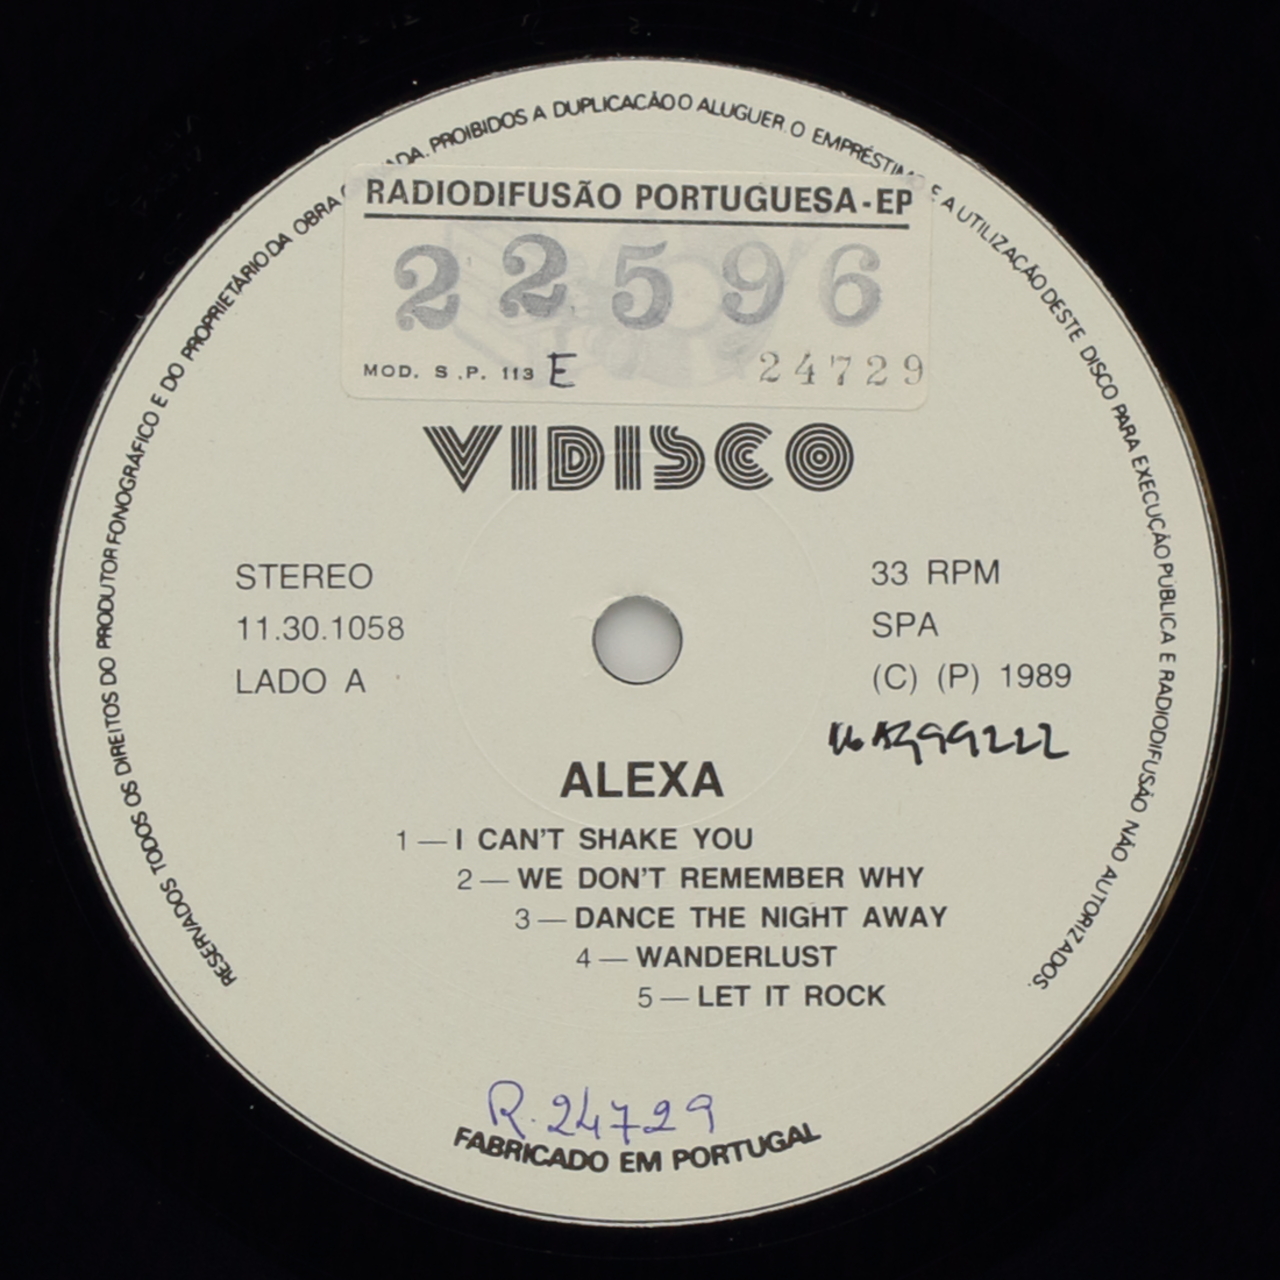 RESERVADOS TODOS OS DIREITOS DO PRODUTOR FONOGRÁFICO E DO PROPRIETÁRIO DA OBRA PROIBIDOS A DUPLICAÇÃO O ALUGUER, O EMPRÉSTIMO E A UTILIZAÇÃO DESTE DISCO PARA EXECUÇÃO PÚBLICA E RADIODIFUSÃO NÃO AUTORIZADOS.
RADIODIFUSÃO PORTUGUESA-EP
22596
MOD. S.P. 113 E 24729
VIDISCO
STEREO
11.30.1058
LADO A
33 RPM
SPA
(C) (P) 1989
ALEXA
1 — I CAN'T SHAKE YOU
2 — WE DON'T REMEMBER WHY
3 — DANCE THE NIGHT AWAY
4 — WANDERLUST
5 — LET IT ROCK
R. 24729
FABRICADO EM PORTUGAL